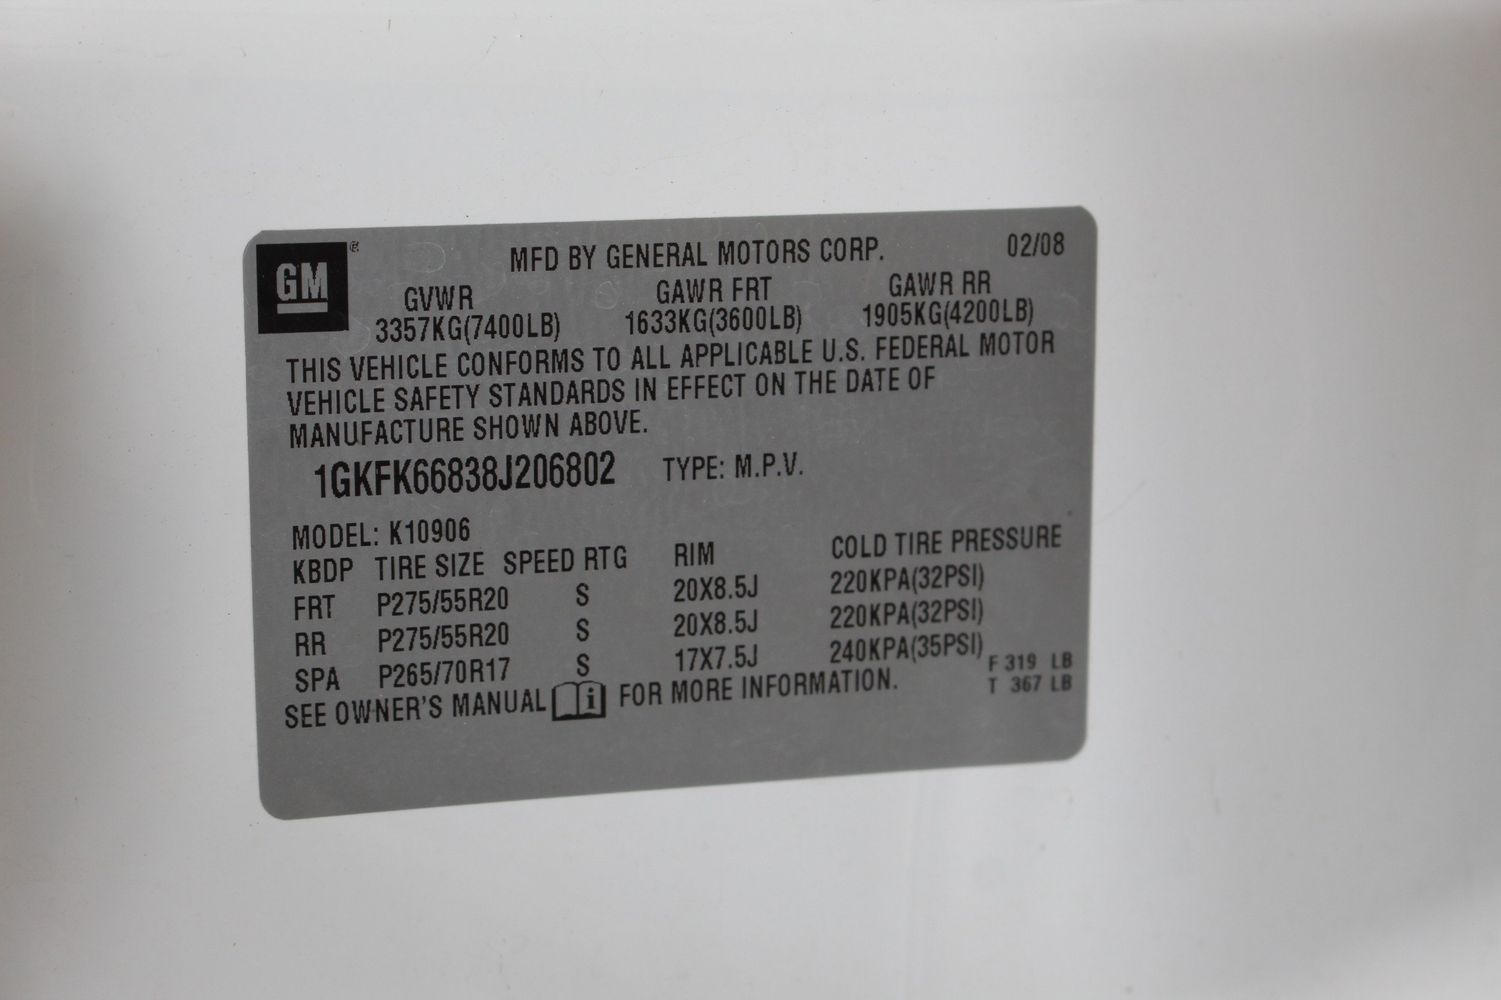 GM ®
MFD BY GENERAL MOTORS CORP. 02/08
GVWR GAWR FRT GAWR RR
3357KG(7400LB) 1633KG(3600LB) 1905KG(4200LB)
THIS VEHICLE CONFORMS TO ALL APPLICABLE U.S. FEDERAL MOTOR
VEHICLE SAFETY STANDARDS IN EFFECT ON THE DATE OF
MANUFACTURE SHOWN ABOVE.
1GKFK66838J206802 TYPE: M.P.V.
MODEL: K10906
KBDP TIRE SIZE SPEED RTG RIM COLD TIRE PRESSURE
FRT P275/55R20 S 20X8.5J 220KPA(32PSI)
RR P275/55R20 S 20X8.5J 220KPA(32PSI)
SPA P265/70R17 S 17X7.5J 240KPA(35PSI)
F 319 LB
T 367 LB
SEE OWNER'S MANUAL i FOR MORE INFORMATION.